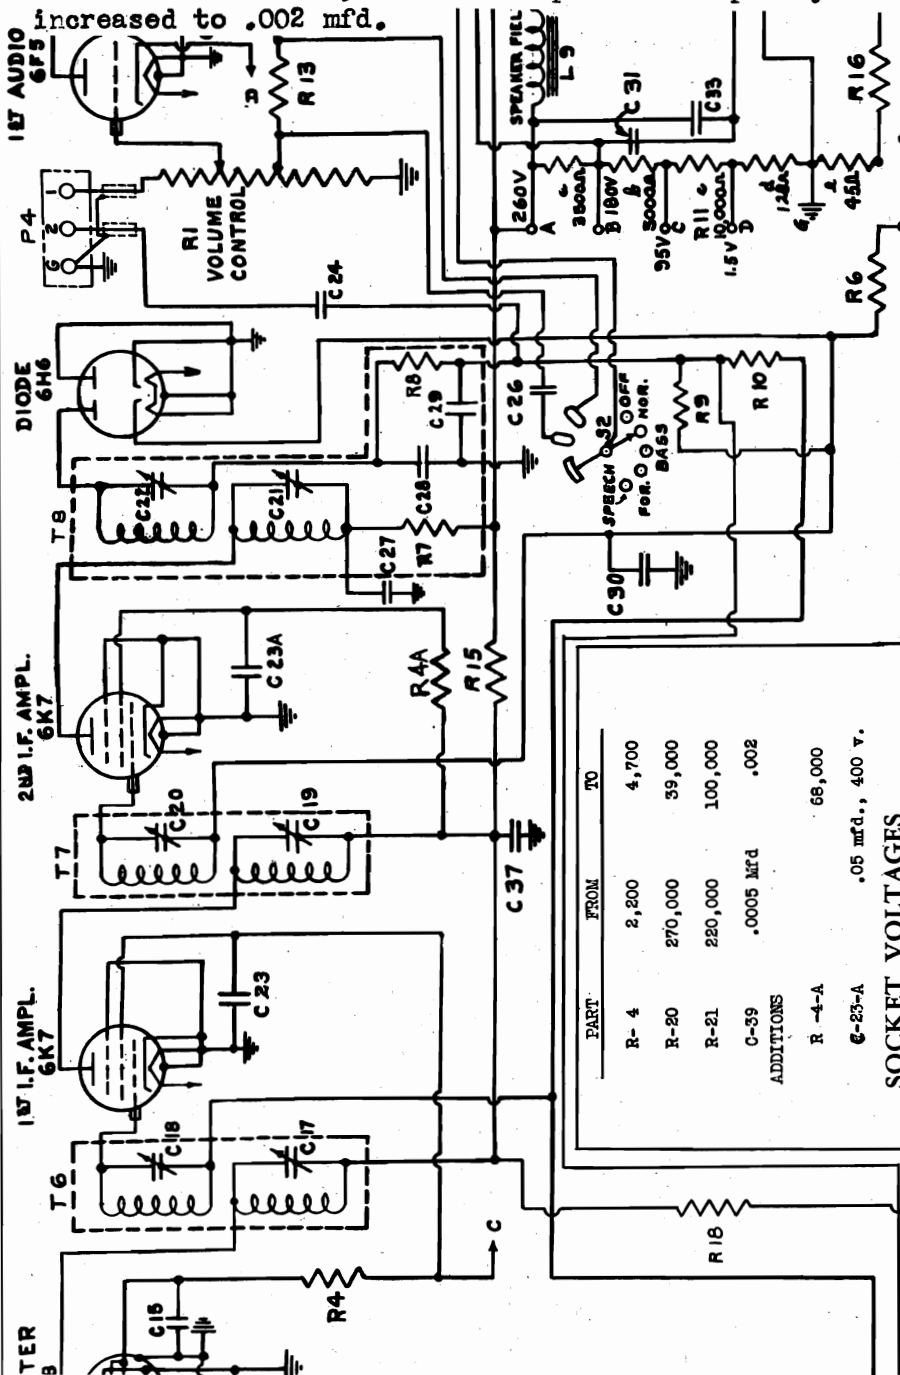 increased to .002 mfd.
1ST AUDIO
6F5
D
R13
P4
1
2
G
R1
VOLUME
CONTROL
C24
SPEAKER FIEL
L9
C31
C33
R16
260V
A
a
3500Ω
B 180V
b
5000Ω
95V C
R11 c
10,000Ω
1.5V D
d
G
e
45Ω
R6
DIODE
6H6
R8
C29
C28
C26
S2
OFF
NOR.
BASS
FOR.
SPEECH
R9
R10
T8
C22
C21
C27
R7
C30
2ND I.F. AMPL.
6K7
C23A
R4A
R15
T7
C20
C19
C37
1ST I.F. AMPL.
6K7
C23
T6
C18
C17
C
R18
R4
C15
TER
B
PART FROM TO
R- 4 2,200 4,700
R-20 270,000 39,000
R-21 220,000 100,000
C-39 .0005 Mfd .002
ADDITIONS
R -4-A 68,000
C-23-A .05 mfd., 400 v.
SOCKET VOLTAGES